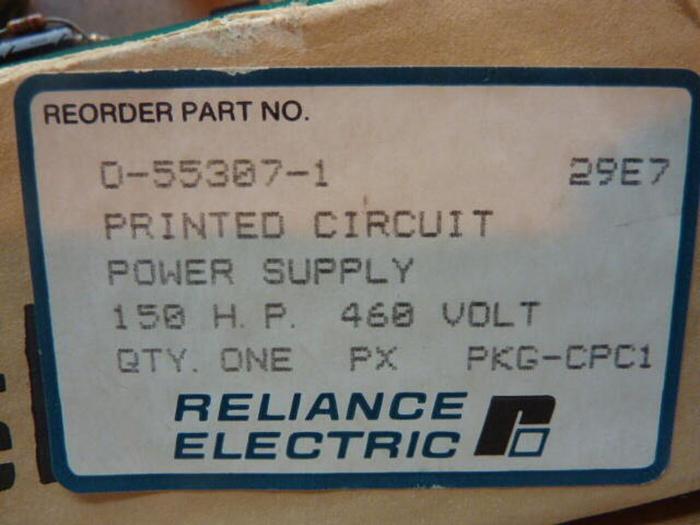 REORDER PART NO.
0-55307-1 29E7
PRINTED CIRCUIT
POWER SUPPLY
150 H.P. 460 VOLT
QTY. ONE PX PKG-CPC1
RELIANCE
ELECTRIC